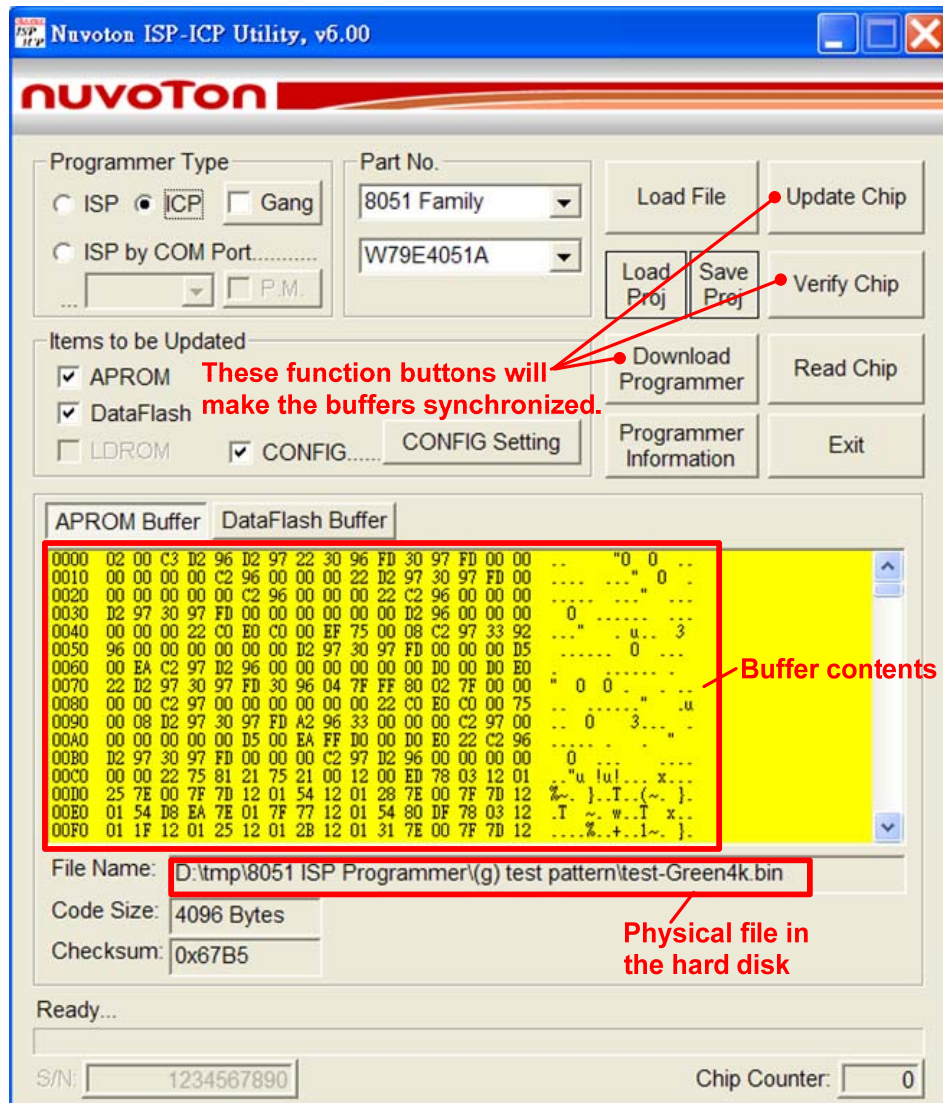 Nuvoton ISP-ICP Utility, v6.00
nuvoTon
Programmer Type
ISP ICP Gang
ISP by COM Port...........
... P.M.
Part No.
8051 Family
W79E4051A
Load File
Update Chip
Load Proj
Save Proj
Verify Chip
Items to be Updated
APROM
DataFlash
LDROM CONFIG...... CONFIG Setting
These function buttons will
make the buffers synchronized.
Download Programmer
Read Chip
Programmer Information
Exit
APROM Buffer DataFlash Buffer
0000 02 00 C3 D2 96 D2 97 22 30 96 FD 30 97 FD 00 00
0010 00 00 00 00 C2 96 00 00 00 22 D2 97 30 97 FD 00
0020 00 00 00 00 00 C2 96 00 00 00 22 C2 96 00 00 00
0030 D2 97 30 97 FD 00 00 00 00 00 00 D2 96 00 00 00
0040 00 00 00 22 C0 E0 C0 00 EF 75 00 08 C2 97 33 92
0050 96 00 00 00 00 00 00 D2 97 30 97 FD 00 00 00 D5
0060 00 EA C2 97 D2 96 00 00 00 00 00 00 D0 00 D0 E0
0070 22 D2 97 30 97 FD 30 96 04 7F FF 80 02 7F 00 00
0080 00 00 C2 97 00 00 00 00 00 00 22 C0 E0 C0 00 75
0090 00 08 D2 97 30 97 FD A2 96 33 00 00 00 C2 97 00
00A0 00 00 00 00 00 D5 00 EA FF D0 00 D0 E0 22 C2 96
00B0 D2 97 30 97 FD 00 00 00 C2 97 D2 96 00 00 00 00
00C0 00 00 22 75 81 21 75 21 00 12 00 ED 78 03 12 01
00D0 25 7E 00 7F 7D 12 01 54 12 01 28 7E 00 7F 7D 12
00E0 01 54 D8 EA 7E 01 7F 77 12 01 54 80 DF 78 03 12
00F0 01 1F 12 01 25 12 01 2B 12 01 31 7E 00 7F 7D 12
Buffer contents
File Name: D:\tmp\8051 ISP Programmer\(g) test pattern\test-Green4k.bin
Code Size: 4096 Bytes
Checksum: 0x67B5
Physical file in
the hard disk
Ready...
S/N: 1234567890
Chip Counter: 0